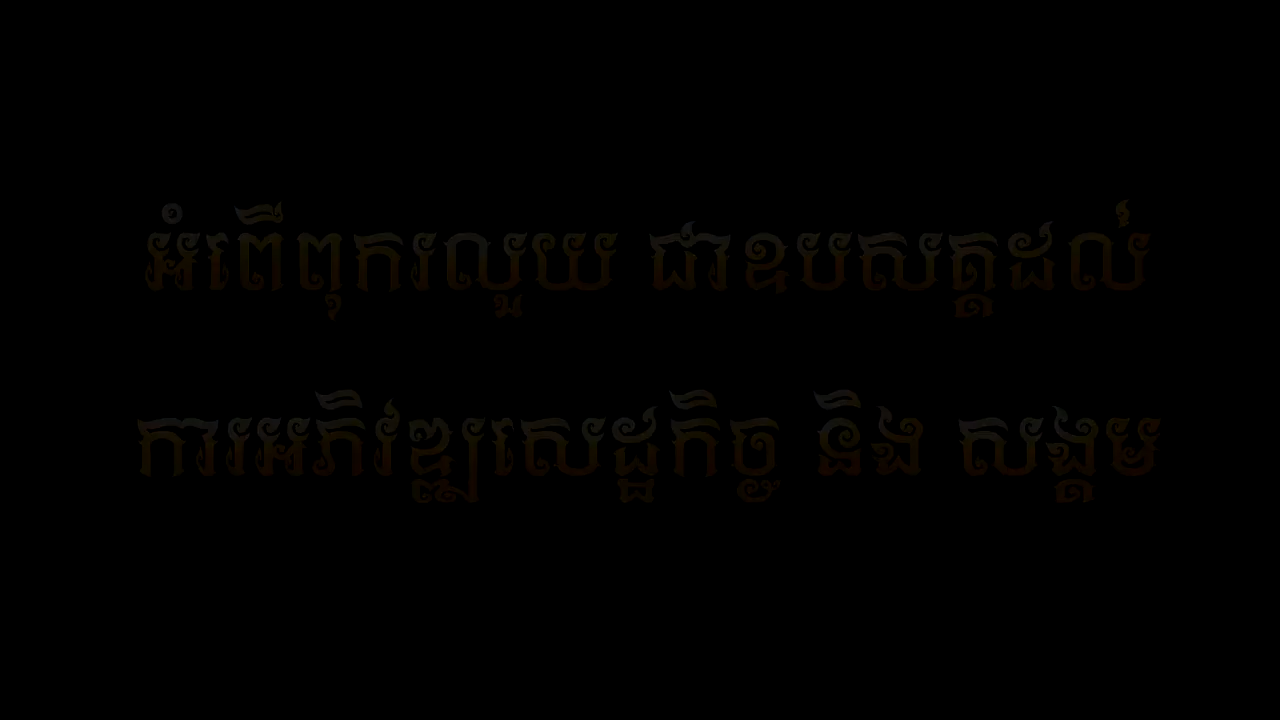 អំពើពុករលួយ ជាឧបសគ្គដល់
ការអភិវឌ្ឍរសេដ្ឋកិច្ច និង សង្គម